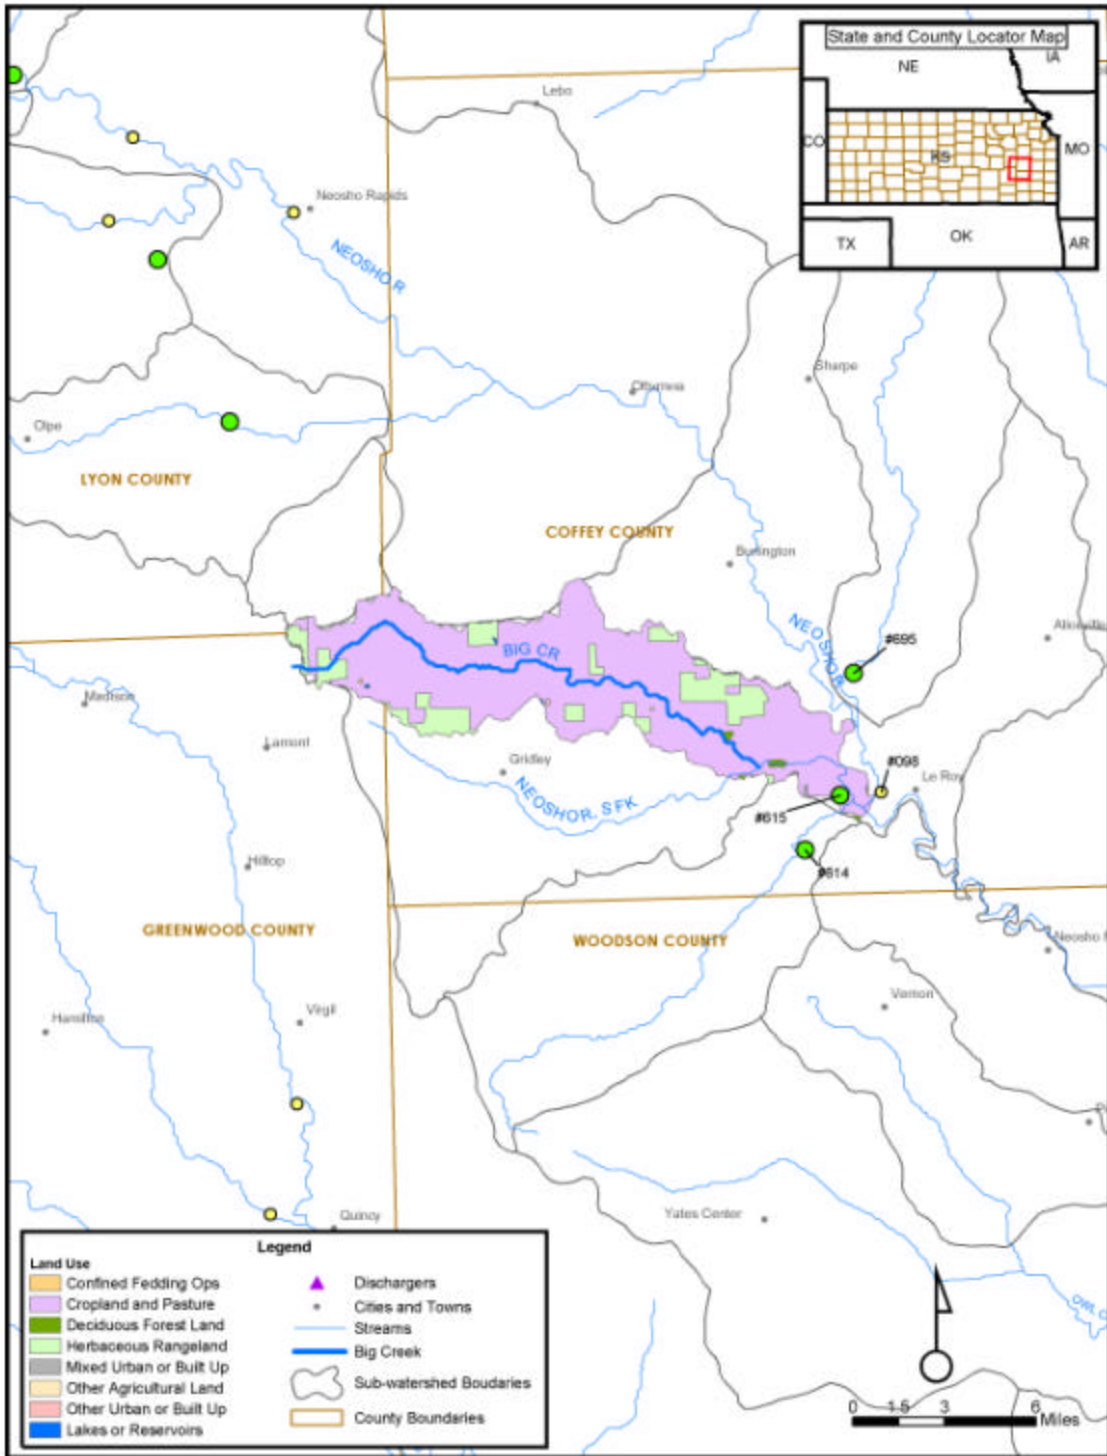 State and County Locator Map
NE
IA
CO
KS
MO
TX
OK
AR
Lebo
Neosho Rapids
NEOSHO R
Sharpe
Ottumwa
Olpe
LYON COUNTY
COFFEY COUNTY
Burlington
NEOSHO R
#695
BIG CR
Madison
Lamont
Gridley
#098
Le Roy
NEOSHO R, S FK
#615
#614
Hilltop
GREENWOOD COUNTY
WOODSON COUNTY
Neosho
Vernon
Virgil
Hamilton
Quincy
Yates Center
OWL C
Legend
Land Use
Confined Fedding Ops
Cropland and Pasture
Deciduous Forest Land
Herbaceous Rangeland
Mixed Urban or Built Up
Other Agricultural Land
Other Urban or Built Up
Lakes or Reservoirs
Dischargers
Cities and Towns
Streams
Big Creek
Sub-watershed Boudaries
County Boundaries
0 1.5 3 6
Miles